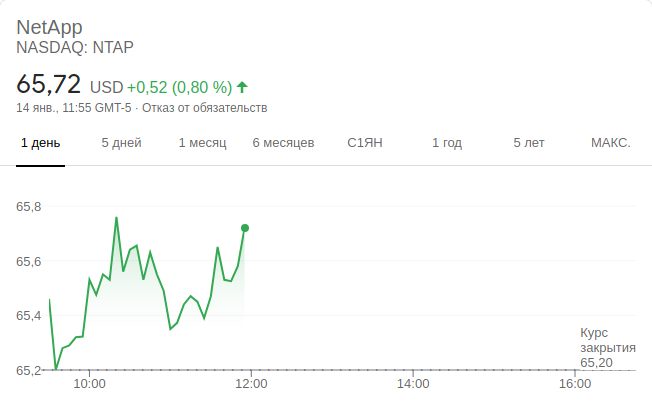 NetApp
NASDAQ: NTAP
65,72 USD +0,52 (0,80 %)
14 янв., 11:55 GMT-5 · Отказ от обязательств
1 день 5 дней 1 месяц 6 месяцев С1ЯН 1 год 5 лет МАКС.
65,8
65,6
65,4
Курс
закрытия
65,20
65,2
10:00 12:00 14:00 16:00